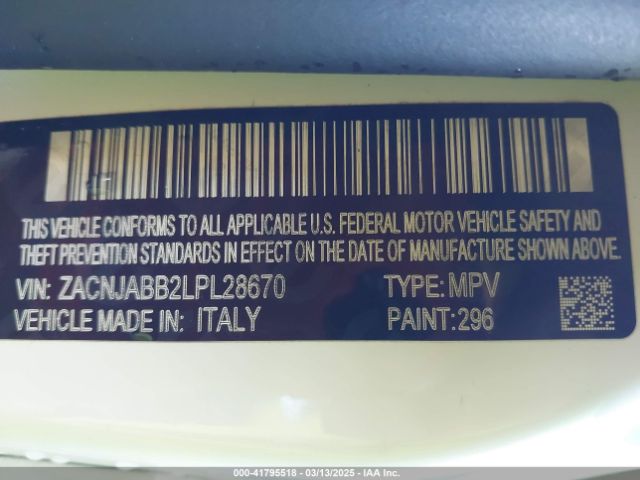 THIS VEHICLE CONFORMS TO ALL APPLICABLE U.S. FEDERAL MOTOR VEHICLE SAFETY AND
THEFT PREVENTION STANDARDS IN EFFECT ON THE DATE OF MANUFACTURE SHOWN ABOVE.
VIN: ZACNJABB2LPL28670 TYPE: MPV
VEHICLE MADE IN: ITALY PAINT: 296
000-41795518 - 03/13/2025 - IAA Inc.